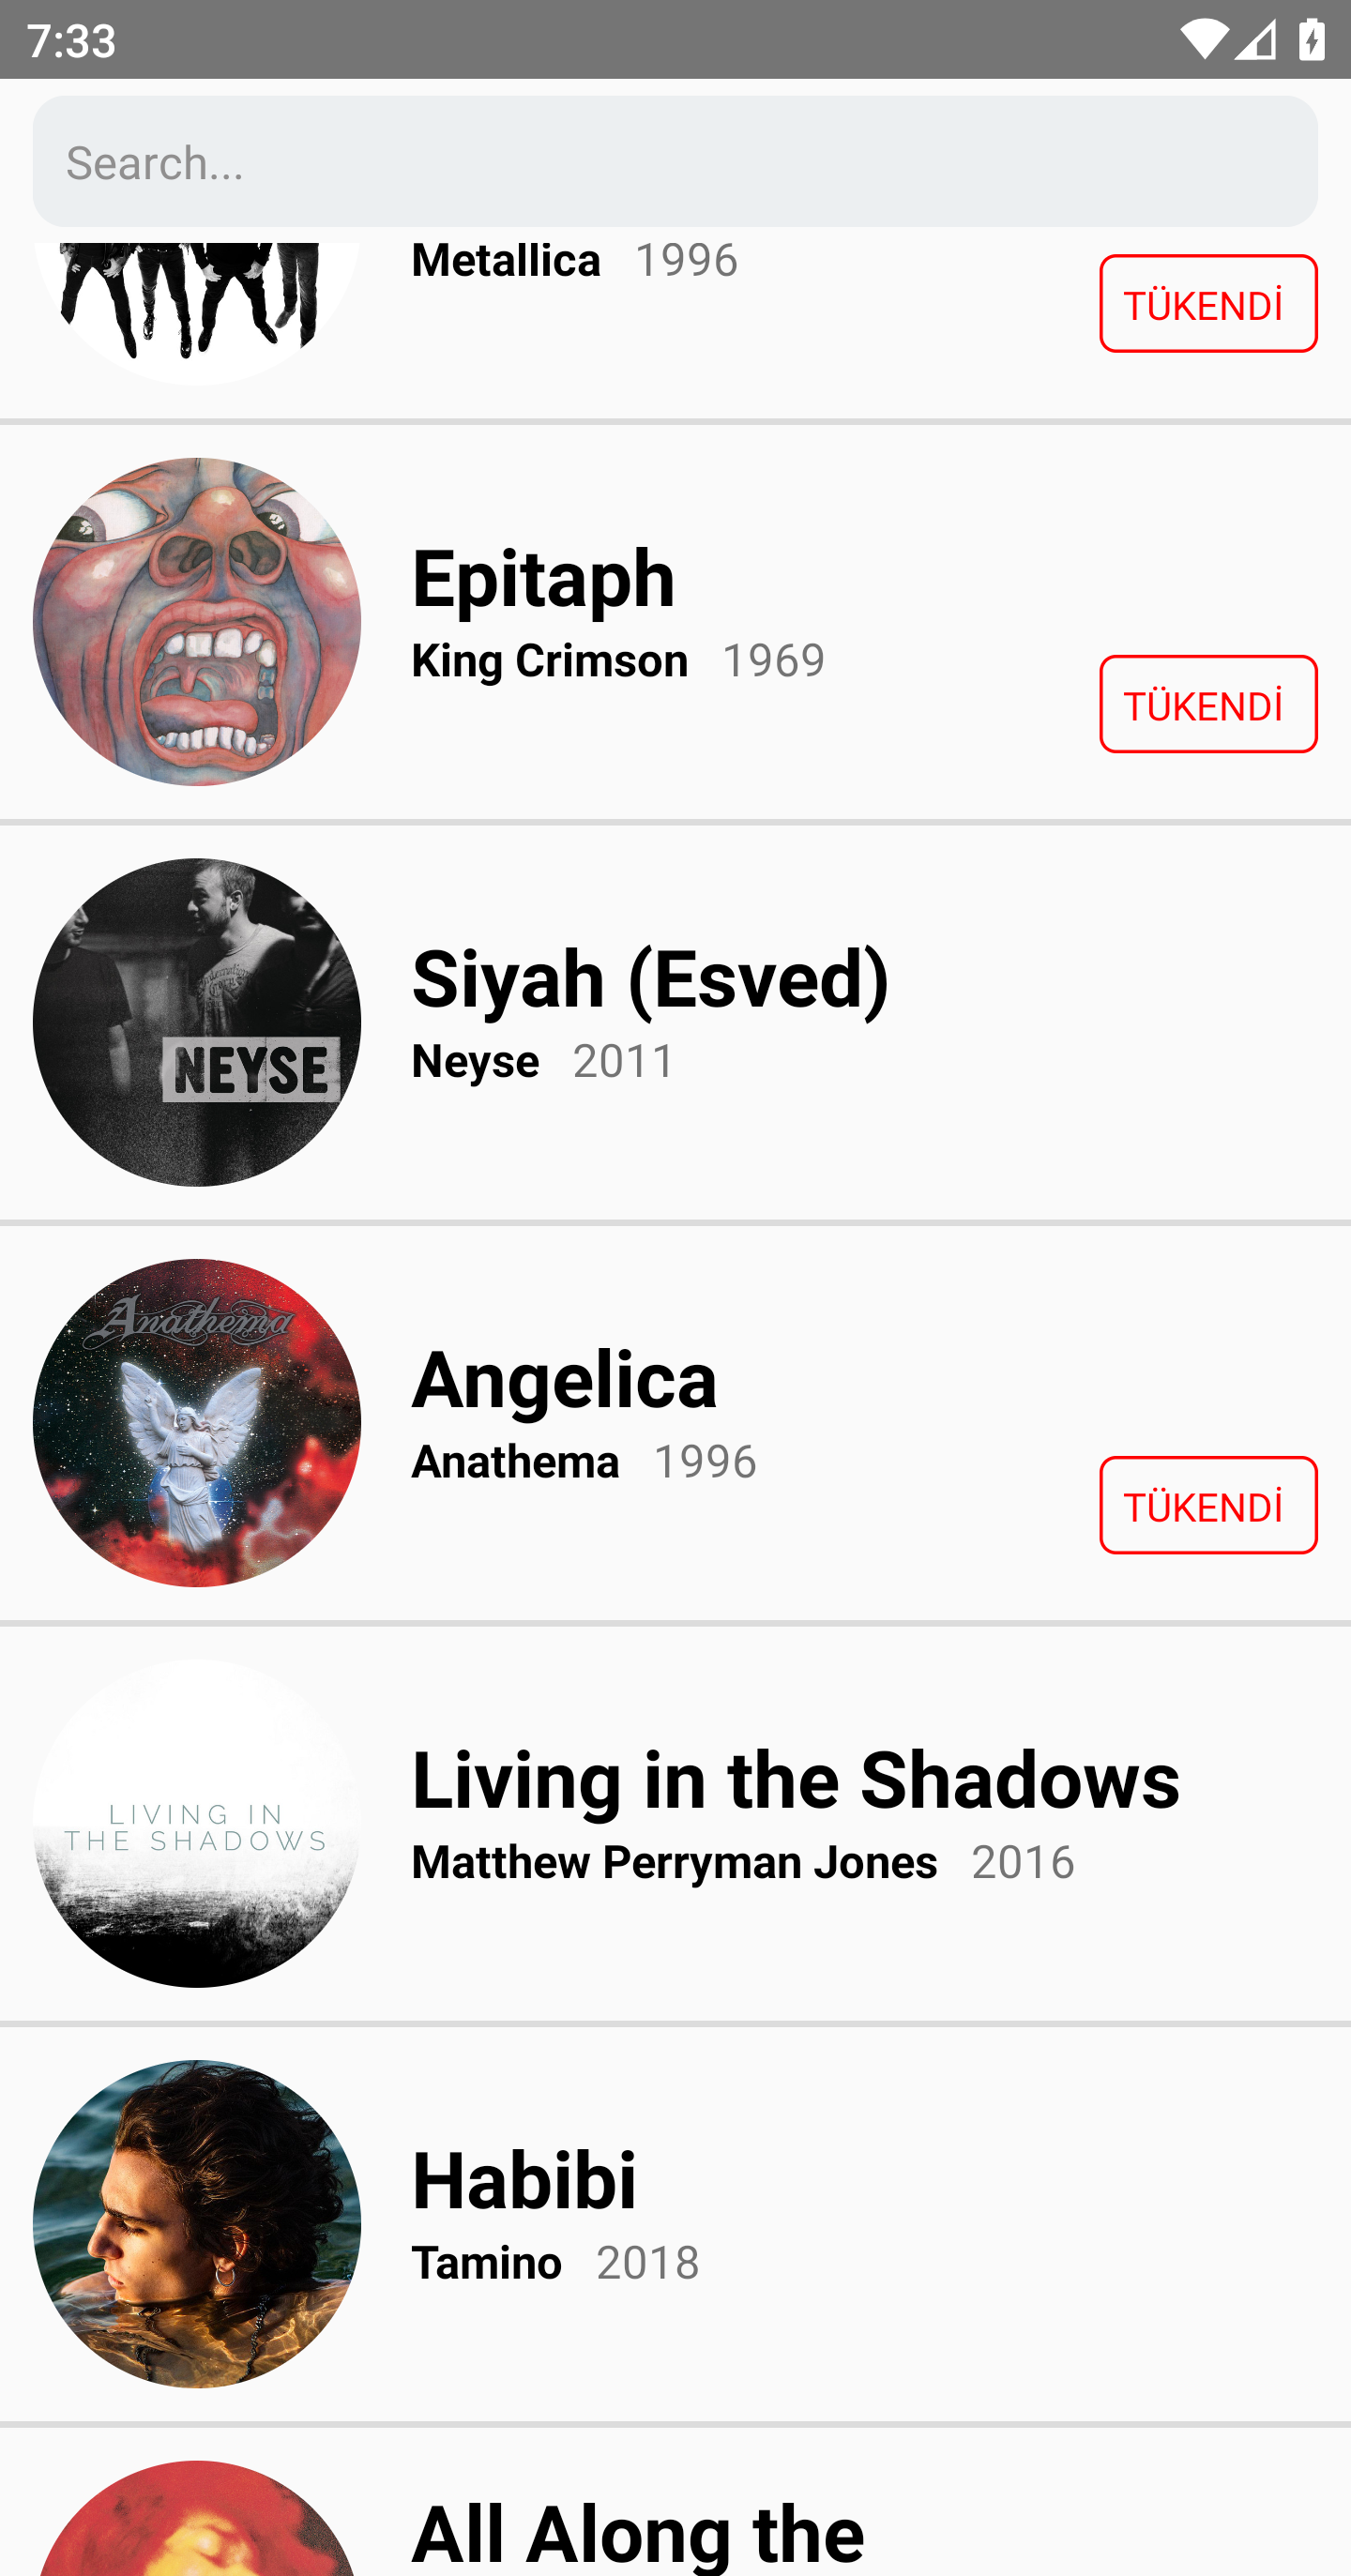 7:33
Search...
Metallica 1996
TÜKENDİ
Epitaph
King Crimson 1969
TÜKENDİ
NEYSE
Siyah (Esved)
Neyse 2011
Anathema
Angelica
Anathema 1996
TÜKENDİ
LIVING IN
THE SHADOWS
Living in the Shadows
Matthew Perryman Jones 2016
Habibi
Tamino 2018
All Along the